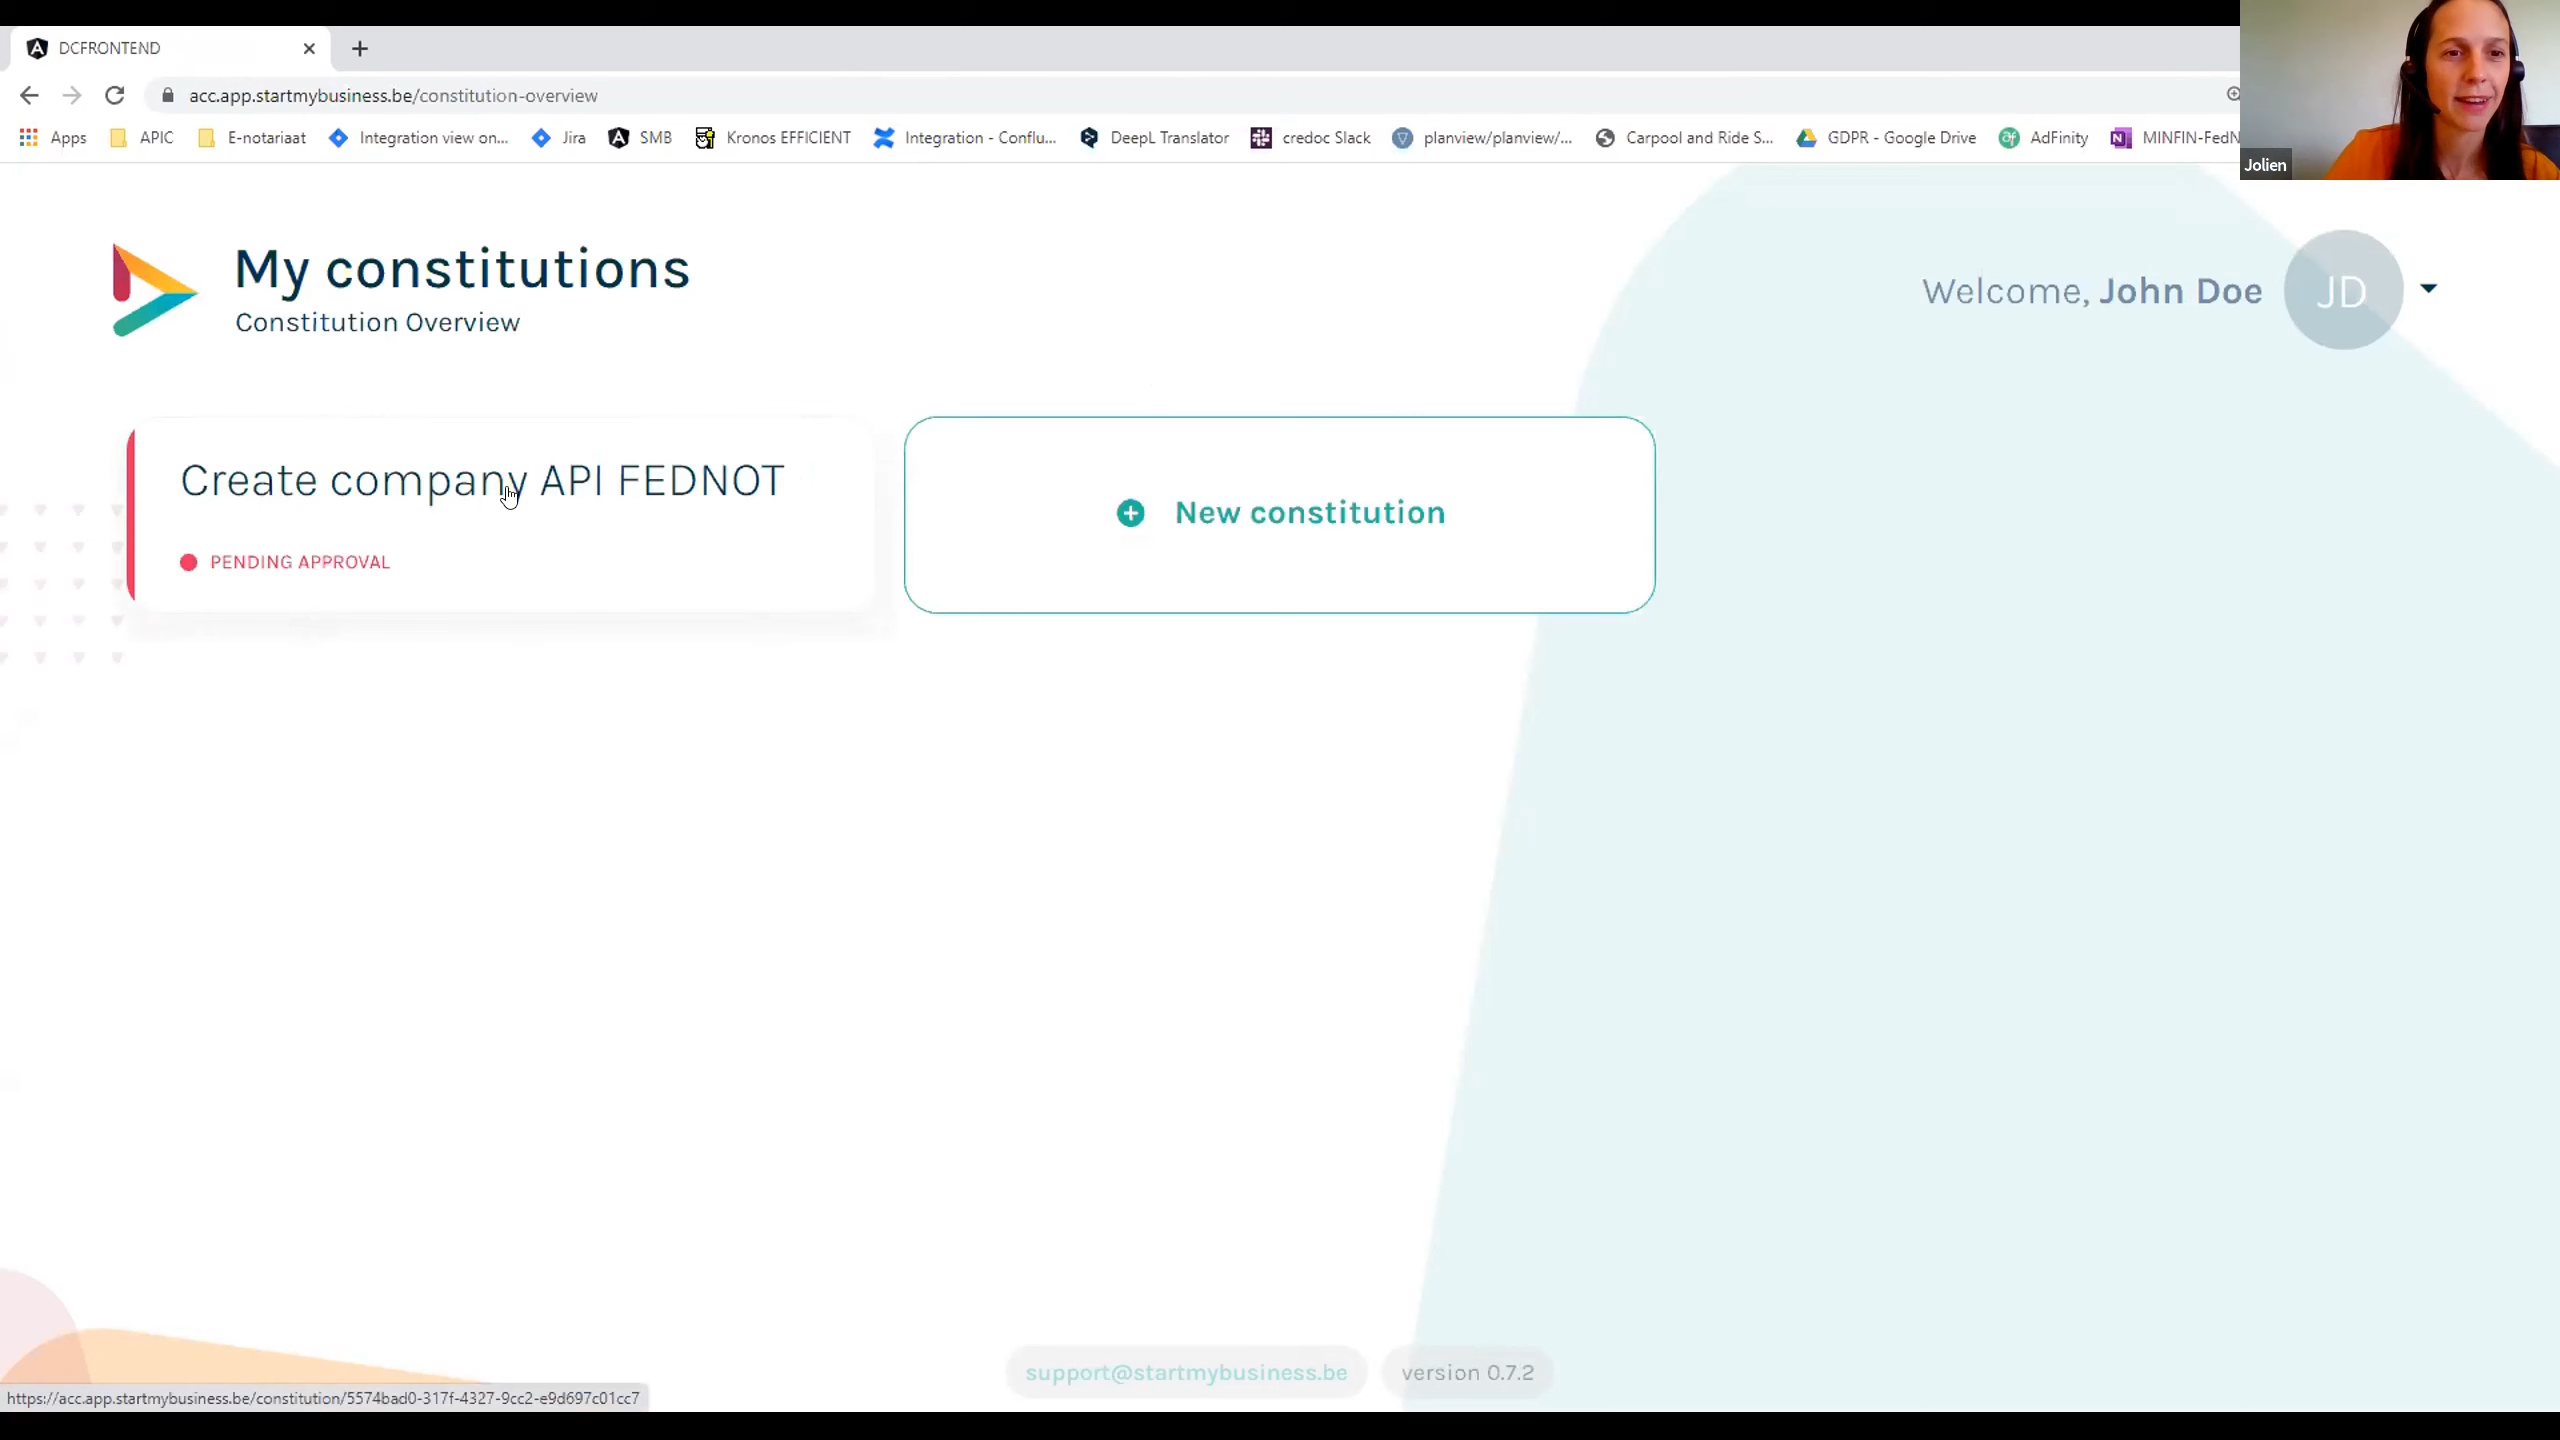 DCFRONTEND
acc.app.startmybusiness.be/constitution-overview
Apps APIC E-notariaat Integration view on... Jira SMB Kronos EFFICIENT Integration - Conflu... DeepL Translator credoc Slack planview/planview/... Carpool and Ride S... GDPR - Google Drive AdFinity MINFIN-FedN
Jolien
My constitutions
Constitution Overview
Welcome, John Doe JD
Create company API FEDNOT
PENDING APPROVAL
New constitution
support@startmybusiness.be version 0.7.2
https://acc.app.startmybusiness.be/constitution/5574bad0-317f-4327-9cc2-e9d697c01cc7